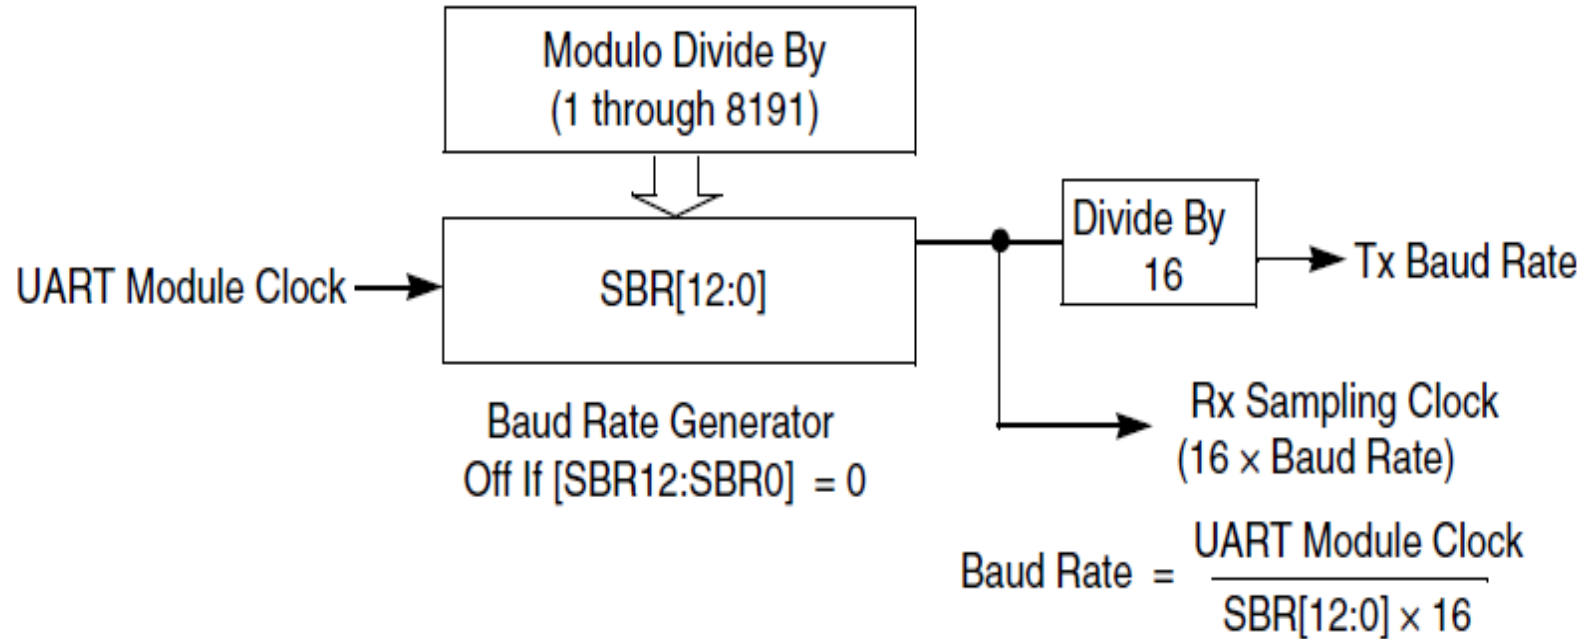 Modulo Divide By
(1 through 8191)
UART Module Clock
SBR[12:0]
Divide By
16
Tx Baud Rate
Baud Rate Generator
Off If [SBR12:SBR0] = 0
Rx Sampling Clock
(16 × Baud Rate)
Baud Rate = UART Module Clock
SBR[12:0] × 16